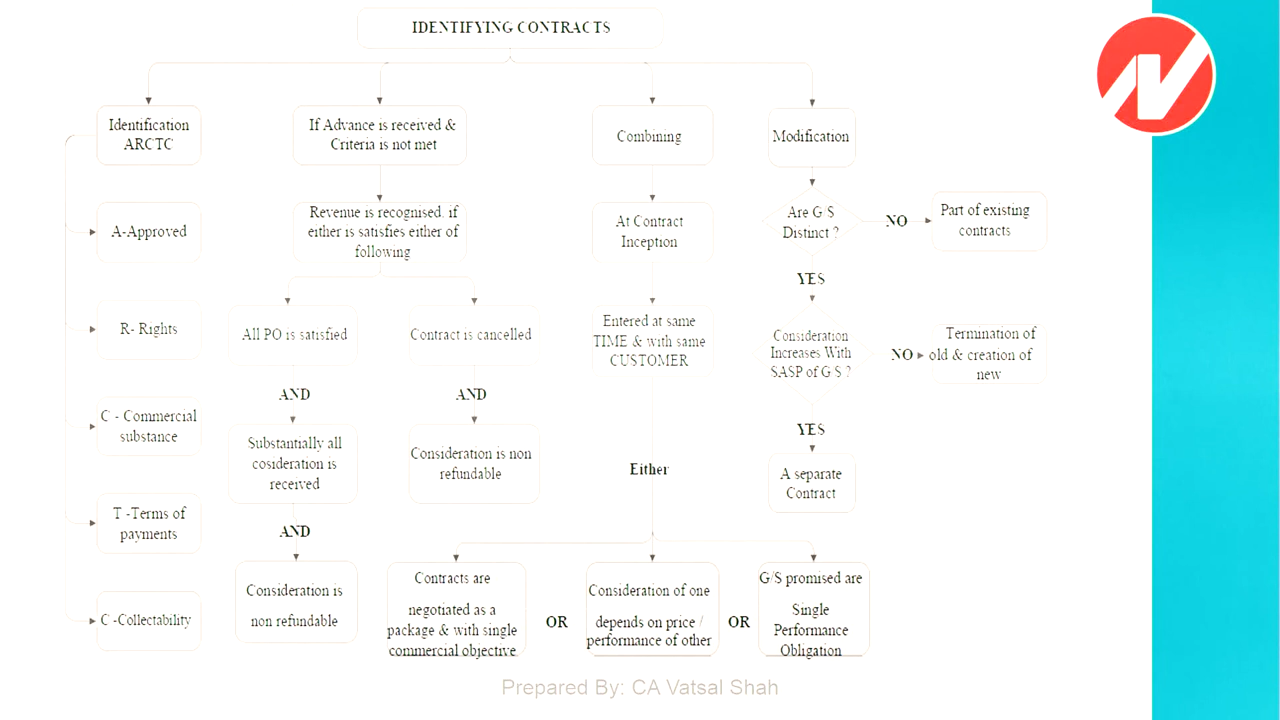 IDENTIFYING CONTRACTS
Identification
ARCTC
A-Approved
R- Rights
C - Commercial
substance
T -Terms of
payments
C -Collectability
If Advance is received &
Criteria is not met
Revenue is recognised. if
either is satisfies either of
following
All PO is satisfied
AND
Substantially all
cosideration is
received
AND
Consideration is
non refundable
Contract is cancelled
AND
Consideration is non
refundable
Combining
At Contract
Inception
Entered at same
TIME & with same
CUSTOMER
Either
Contracts are
negotiated as a
package & with single
commercial objective
OR
Consideration of one
depends on price /
performance of other
OR
G/S promised are
Single
Performance
Obligation
Modification
Are G/S
Distinct ?
NO
Part of existing
contracts
YES
Consideration
Increases With
SASP of G/S ?
NO
Termination of
old & creation of
new
YES
A separate
Contract
Prepared By: CA Vatsal Shah